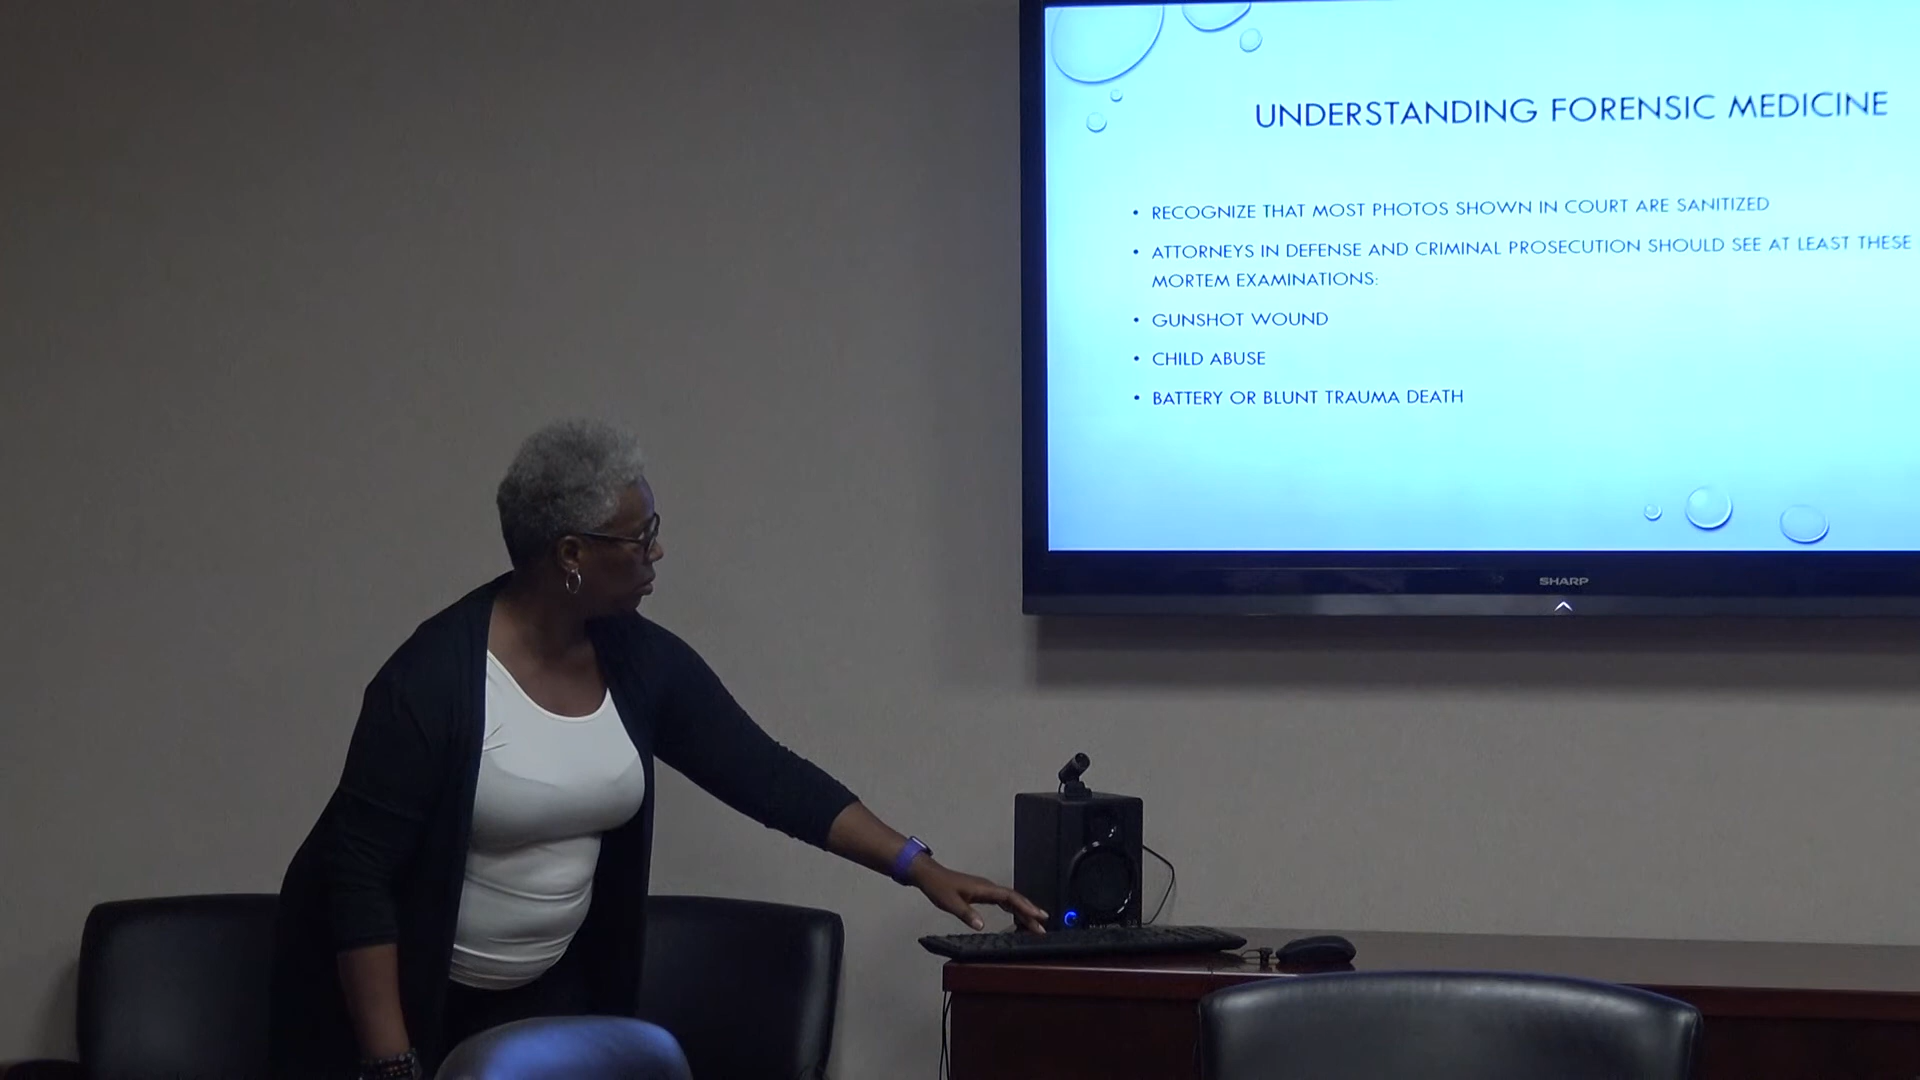 UNDERSTANDING FORENSIC MEDICINE
• RECOGNIZE THAT MOST PHOTOS SHOWN IN COURT ARE SANITIZED
• ATTORNEYS IN DEFENSE AND CRIMINAL PROSECUTION SHOULD SEE AT LEAST THESE
MORTEM EXAMINATIONS:
• GUNSHOT WOUND
• CHILD ABUSE
• BATTERY OR BLUNT TRAUMA DEATH
SHARP